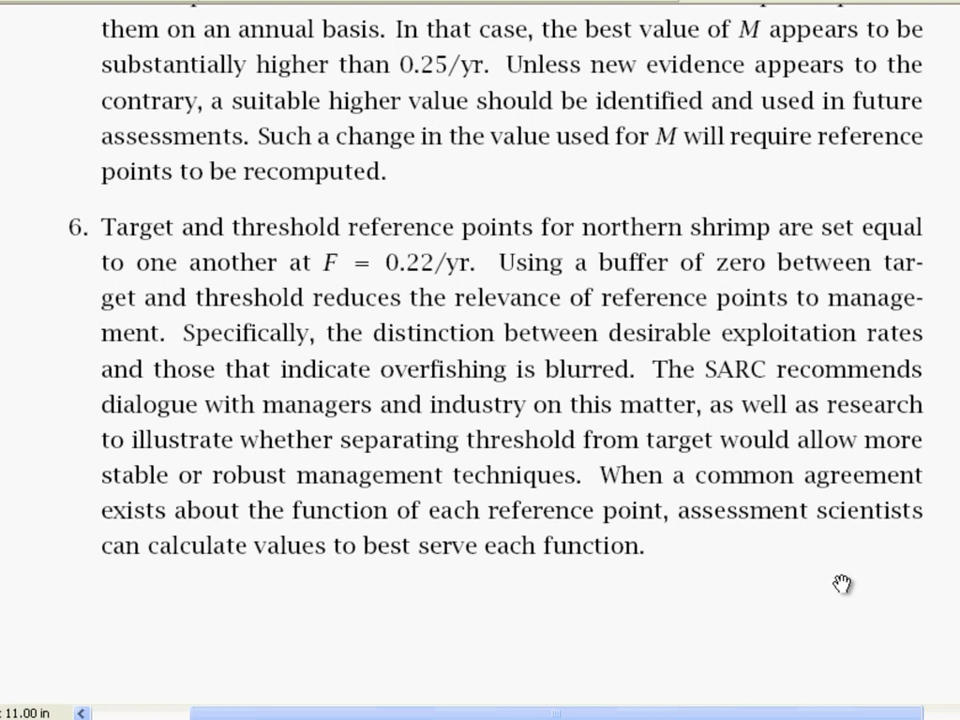 them on an annual basis. In that case, the best value of M appears to be
substantially higher than 0.25/yr. Unless new evidence appears to the
contrary, a suitable higher value should be identified and used in future
assessments. Such a change in the value used for M will require reference
points to be recomputed.
6. Target and threshold reference points for northern shrimp are set equal
to one another at F = 0.22/yr. Using a buffer of zero between tar-
get and threshold reduces the relevance of reference points to manage-
ment. Specifically, the distinction between desirable exploitation rates
and those that indicate overfishing is blurred. The SARC recommends
dialogue with managers and industry on this matter, as well as research
to illustrate whether separating threshold from target would allow more
stable or robust management techniques. When a common agreement
exists about the function of each reference point, assessment scientists
can calculate values to best serve each function.
11.00 in